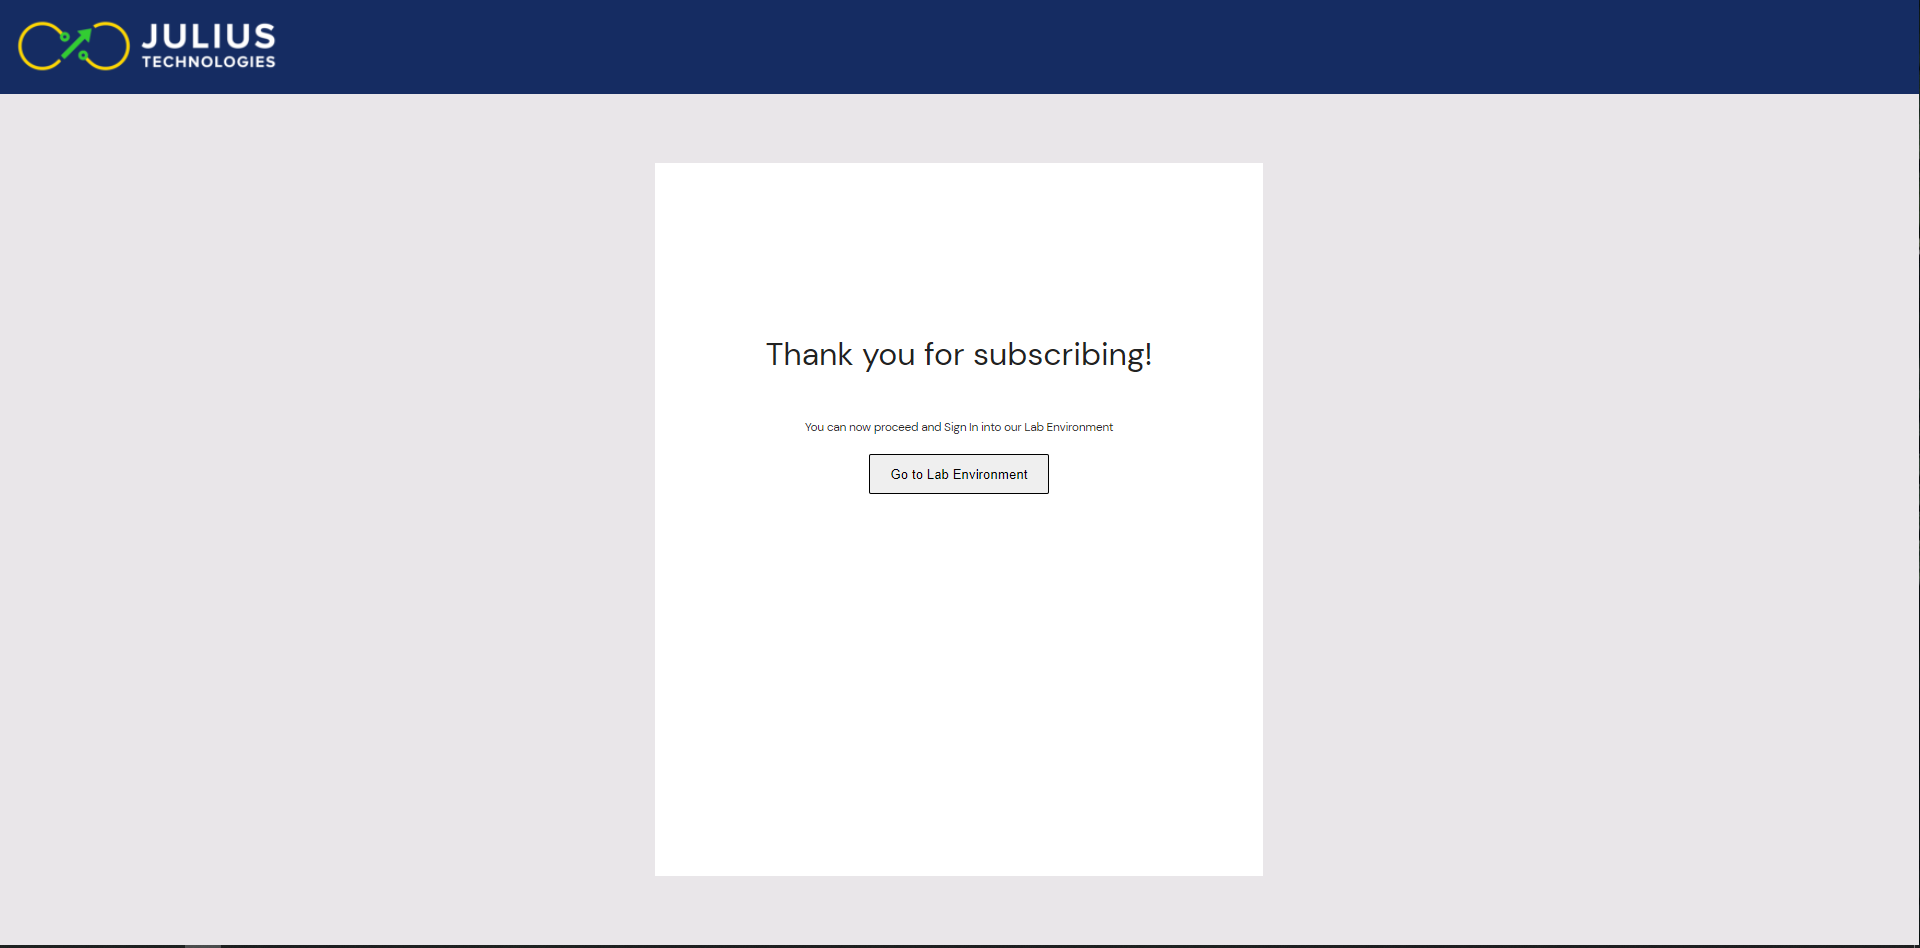 JULIUS
TECHNOLOGIES
Thank you for subscribing!
You can now proceed and Sign In into our Lab Environment
Go to Lab Environment